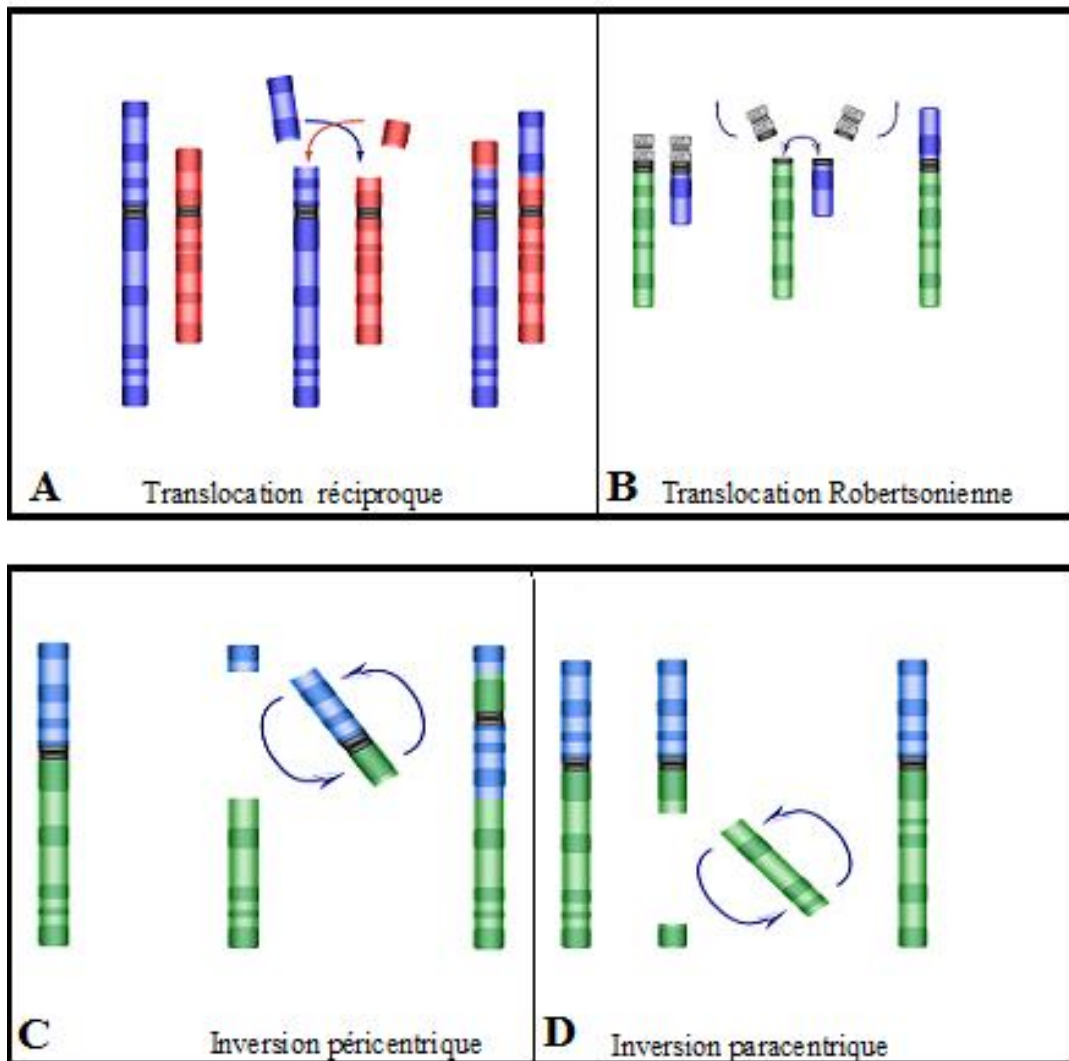 A
Translocation réciproque
B
Translocation Robertsonienne
C
Inversion péricentrique
D
Inversion paracentrique